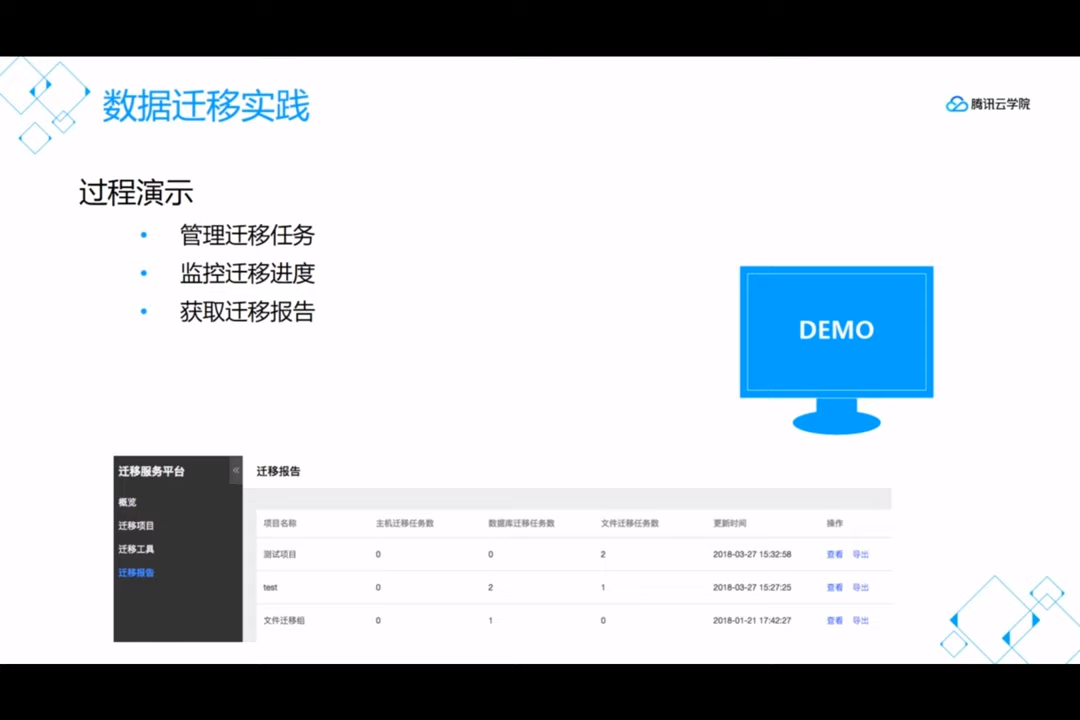 数据迁移实践
腾讯云学院
过程演示
• 管理迁移任务
• 监控迁移进度
• 获取迁移报告
DEMO
迁移服务平台 «
概览
迁移项目
迁移工具
迁移报告
迁移报告
项目名称 主机迁移任务数 数据库迁移任务数 文件迁移任务数 更新时间 操作
测试项目 0 0 2 2018-03-27 15:32:58 查看 导出
test 0 2 1 2018-03-27 15:27:25 查看 导出
文件迁移组 0 1 0 2018-01-21 17:42:27 查看 导出